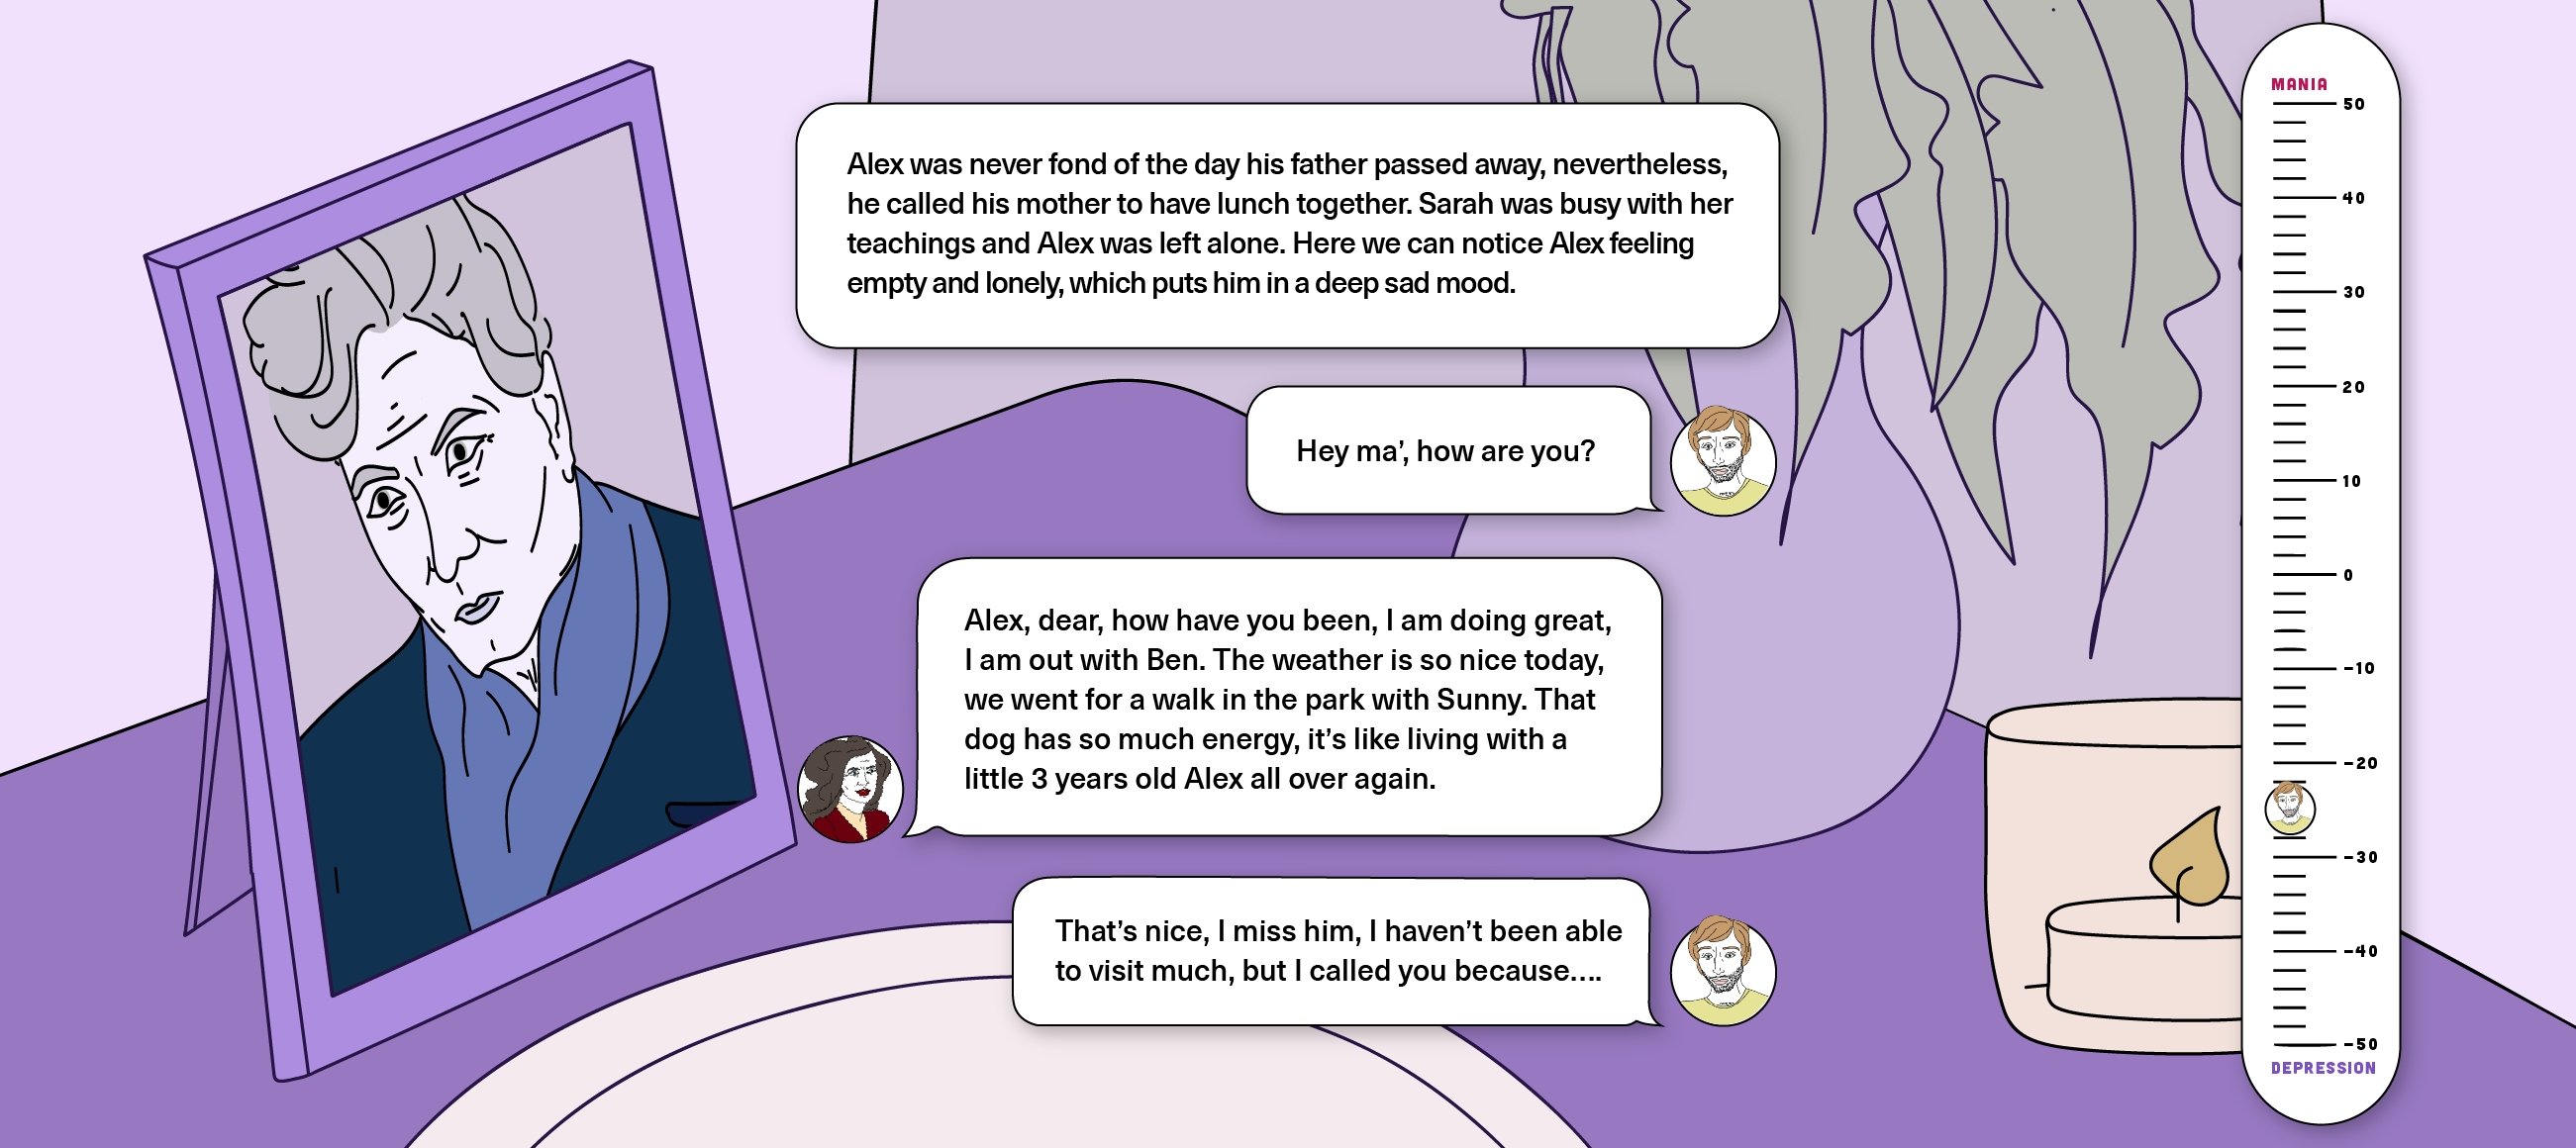 Alex was never fond of the day his father passed away, nevertheless,
he called his mother to have lunch together. Sarah was busy with her
teachings and Alex was left alone. Here we can notice Alex feeling
empty and lonely, which puts him in a deep sad mood.
Hey ma’, how are you?
Alex, dear, how have you been, I am doing great,
I am out with Ben. The weather is so nice today,
we went for a walk in the park with Sunny. That
dog has so much energy, it’s like living with a
little 3 years old Alex all over again.
That’s nice, I miss him, I haven’t been able
to visit much, but I called you because....
MANIA
50
40
30
20
10
0
-10
-20
-30
-40
-50
DEPRESSION